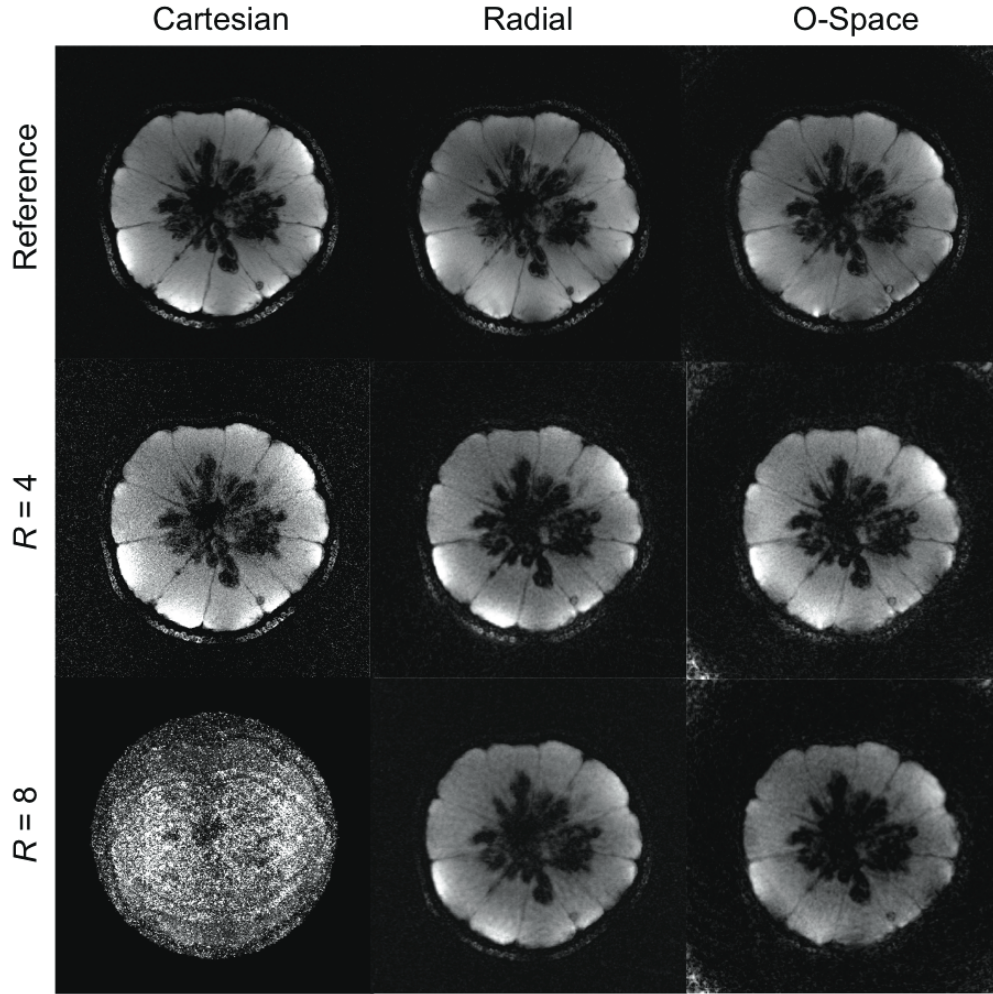 Cartesian Radial O-Space
Reference
R = 4
R = 8